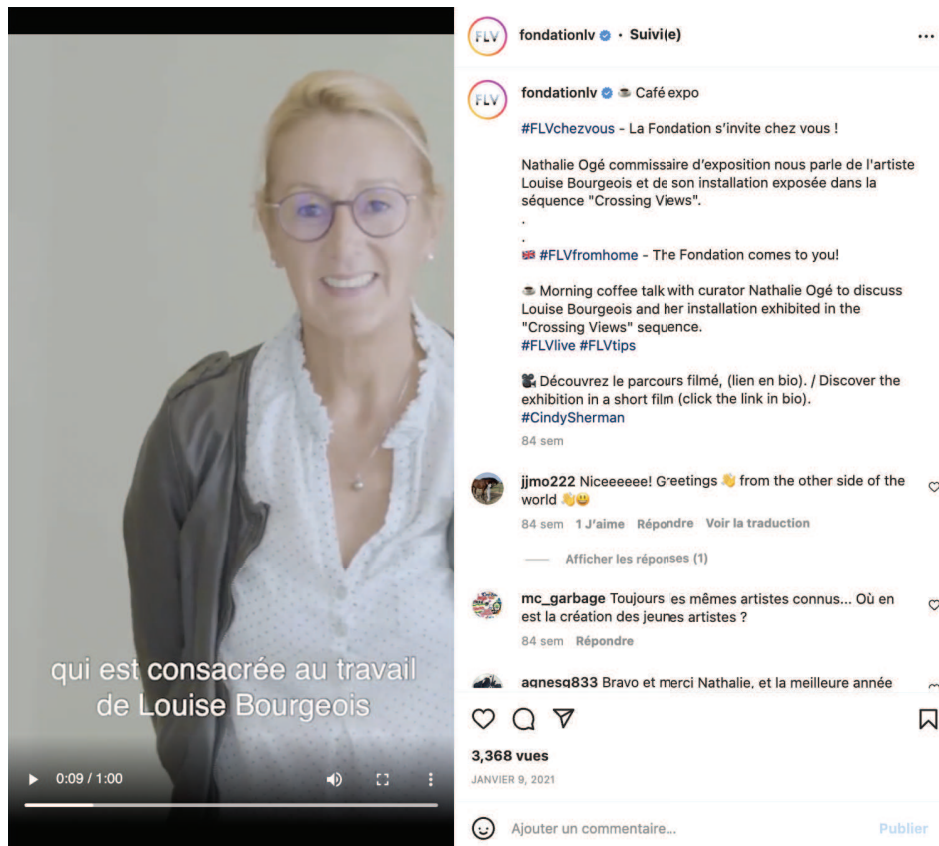 qui est consacrée au travail
de Louise Bourgeois
0:09 / 1:00
FLV
fondationlv • Suivi(e)
FLV
fondationlv Café expo
#FLVchezvous - La Fondation s'invite chez vous !
Nathalie Ogé commissaire d'exposition nous parle de l'artiste
Louise Bourgeois et de son installation exposée dans la
séquence "Crossing Views".
.
.
#FLVfromhome - The Fondation comes to you!
Morning coffee talk with curator Nathalie Ogé to discuss
Louise Bourgeois and her installation exhibited in the
"Crossing Views" sequence.
#FLVlive #FLVtips
Découvrez le parcours filmé, (lien en bio). / Discover the
exhibition in a short film (click the link in bio).
#CindySherman
84 sem
jjmo222 Niceeeeee! Greetings 👋 from the other side of the
world 👋😃
84 sem 1 J'aime Répondre Voir la traduction
Afficher les réponses (1)
mc_garbage Toujours les mêmes artistes connus... Où en
est la création des jeunes artistes ?
84 sem Répondre
agnesg833 Bravo et merci Nathalie, et la meilleure année
3,368 vues
JANVIER 9, 2021
Ajouter un commentaire...
Publier